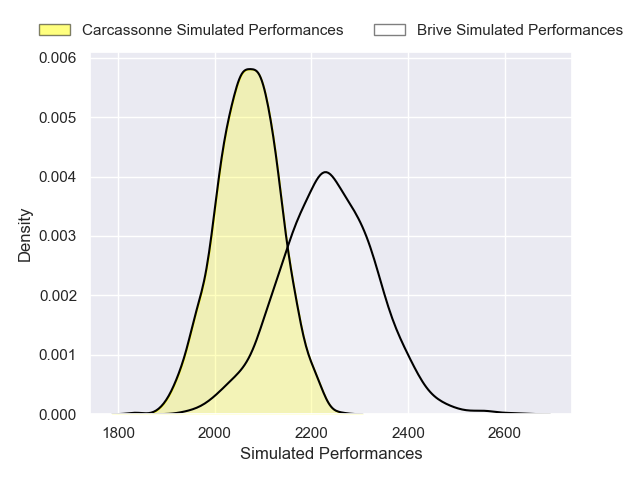 Carcassonne Simulated Performances Brive Simulated Performances
0.006
0.005
0.004
0.003
0.002
0.001
0.000
Density
1800 2000 2200 2400 2600
Simulated Performances